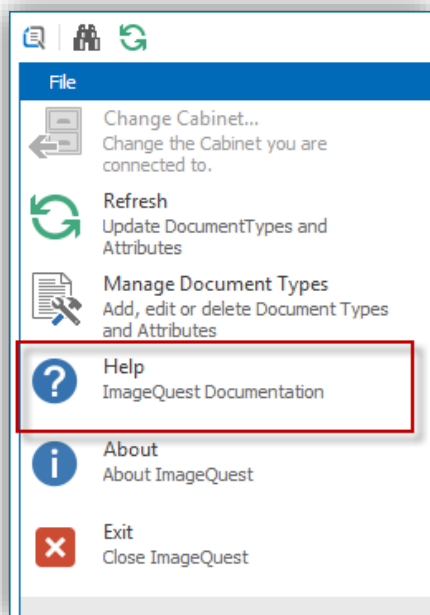 File
Change Cabinet...
Change the Cabinet you are
connected to.
Refresh
Update DocumentTypes and
Attributes
Manage Document Types
Add, edit or delete Document Types
and Attributes
Help
ImageQuest Documentation
About
About ImageQuest
Exit
Close ImageQuest